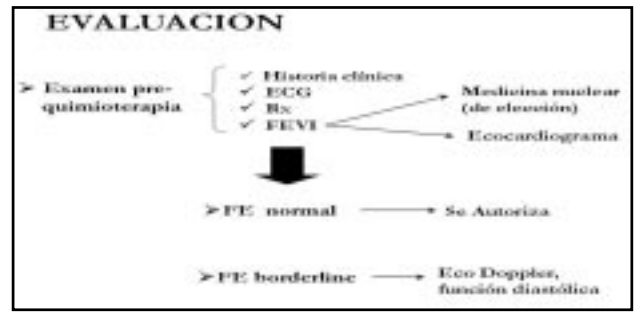 EVALUACION
➤ Examen pre-
quimioterapia
✓ Historia clínica
✓ ECG
✓ Rx
✓ FEVI
Medicina nuclear
(de elección)
Ecocardiograma
➤FE normal
Se Autoriza
➤FE borderline
Eco Doppler,
función diastólica